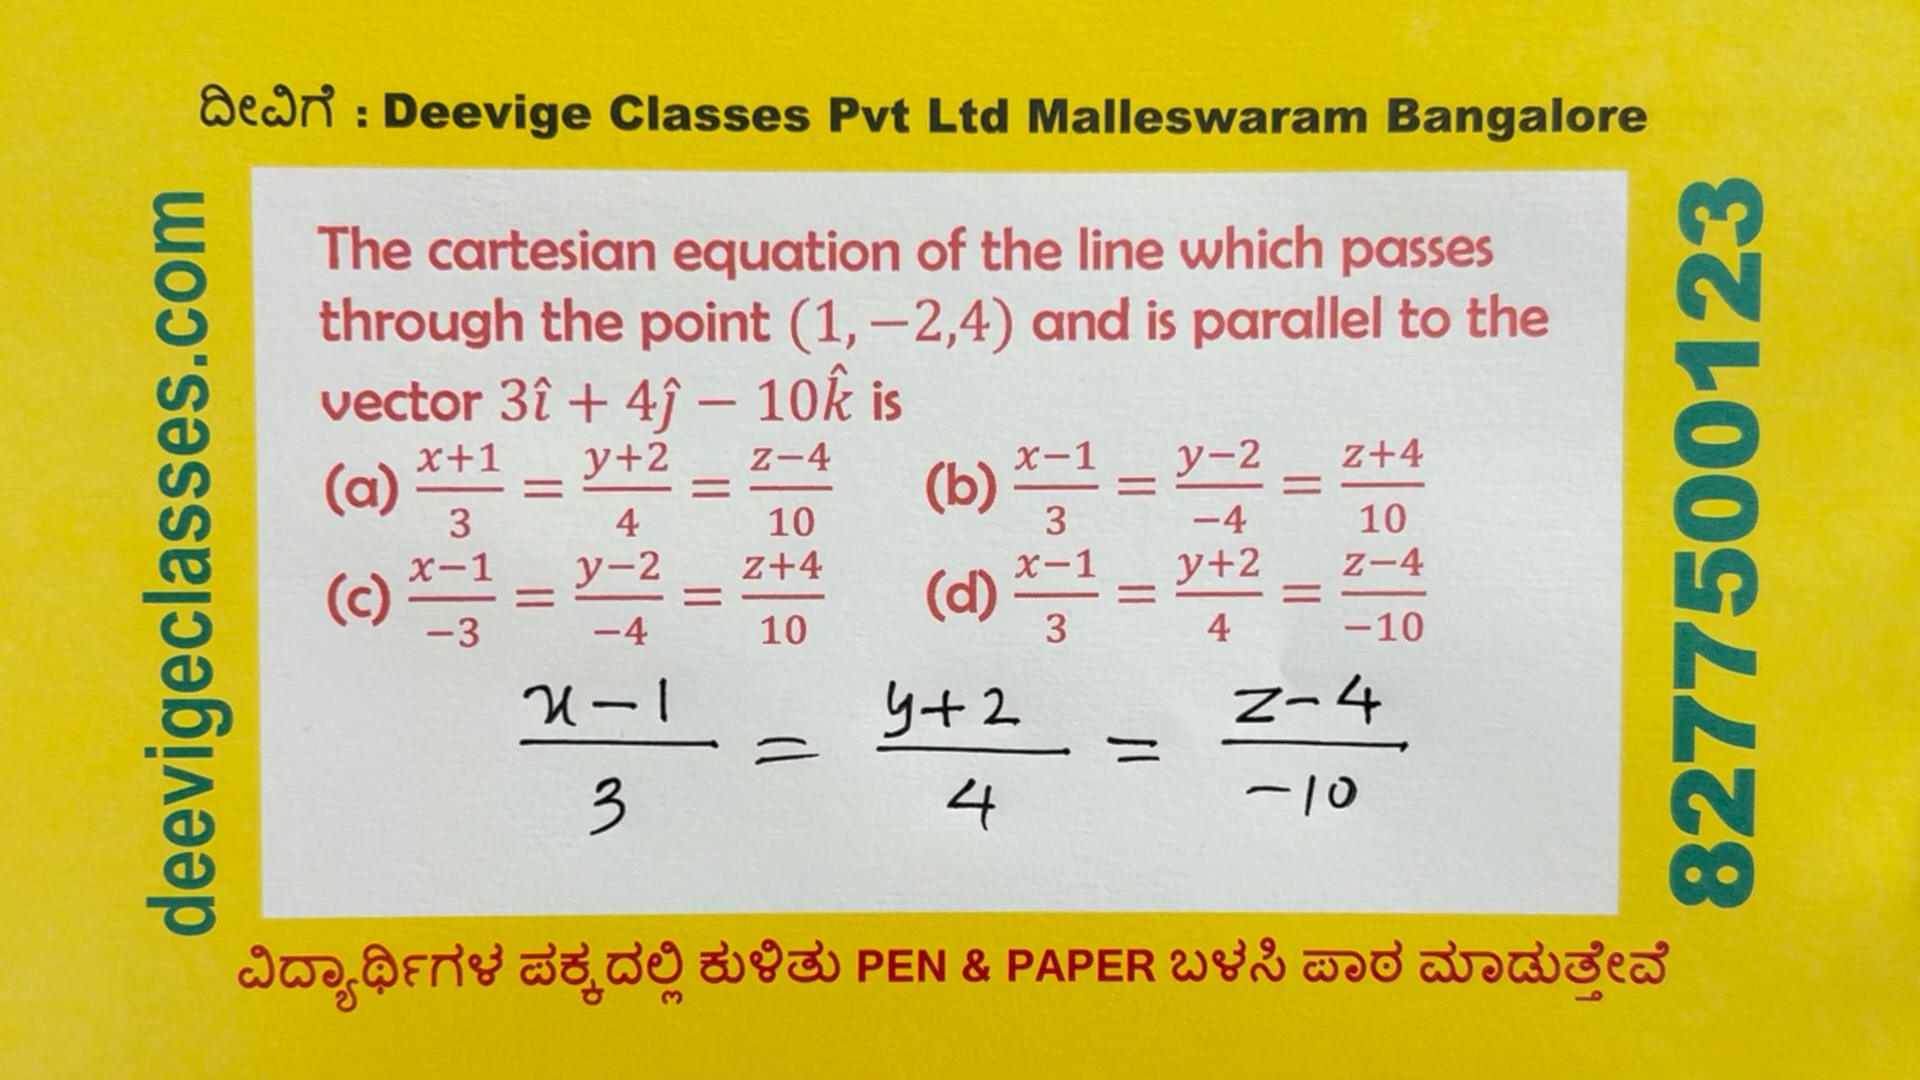 ದೀವಿಗೆ : Deevige Classes Pvt Ltd Malleswaram Bangalore
deevigeclasses.com
The cartesian equation of the line which passes
through the point (1, −2,4) and is parallel to the
vector 3î + 4ĵ − 10k̂ is
(a) x+1/3 = y+2/4 = z−4/10 (b) x−1/3 = y−2/−4 = z+4/10
(c) x−1/−3 = y−2/−4 = z+4/10 (d) x−1/3 = y+2/4 = z−4/−10
x−1/3 = y+2/4 = z−4/−10
8277500123
ವಿದ್ಯಾರ್ಥಿಗಳ ಪಕ್ಕದಲ್ಲಿ ಕುಳಿತು PEN & PAPER ಬಳಸಿ ಪಾಠ ಮಾಡುತ್ತೇವೆ